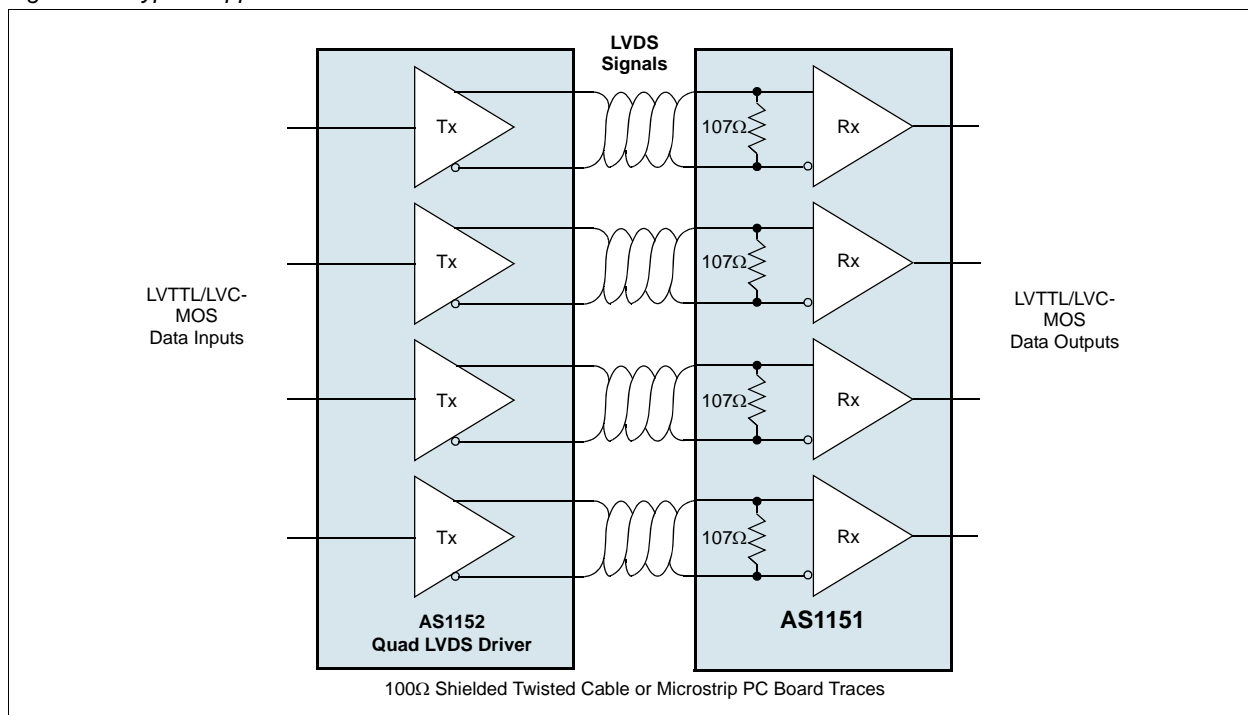 LVDS
Signals
Tx
107Ω
Rx
Tx
107Ω
Rx
LVTTL/LVC-
MOS
Data Inputs
LVTTL/LVC-
MOS
Data Outputs
Tx
107Ω
Rx
Tx
107Ω
Rx
AS1152
Quad LVDS Driver
AS1151
100Ω Shielded Twisted Cable or Microstrip PC Board Traces